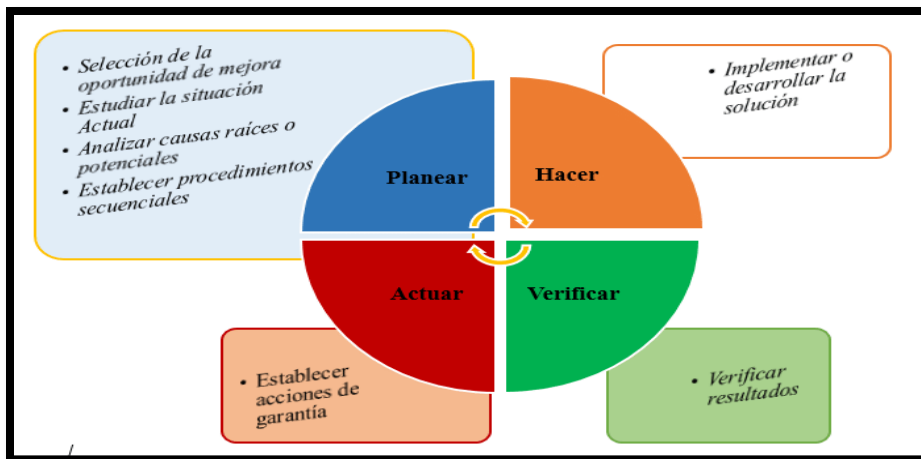 • Selección de la
oportunidad de mejora
• Estudiar la situación
Actual
• Analizar causas raíces o
potenciales
• Establecer procedimientos
secuenciales
• Implementar o
desarrollar la
solución
Planear
Hacer
Actuar
Verificar
• Establecer
acciones de
garantía
• Verificar
resultados
/